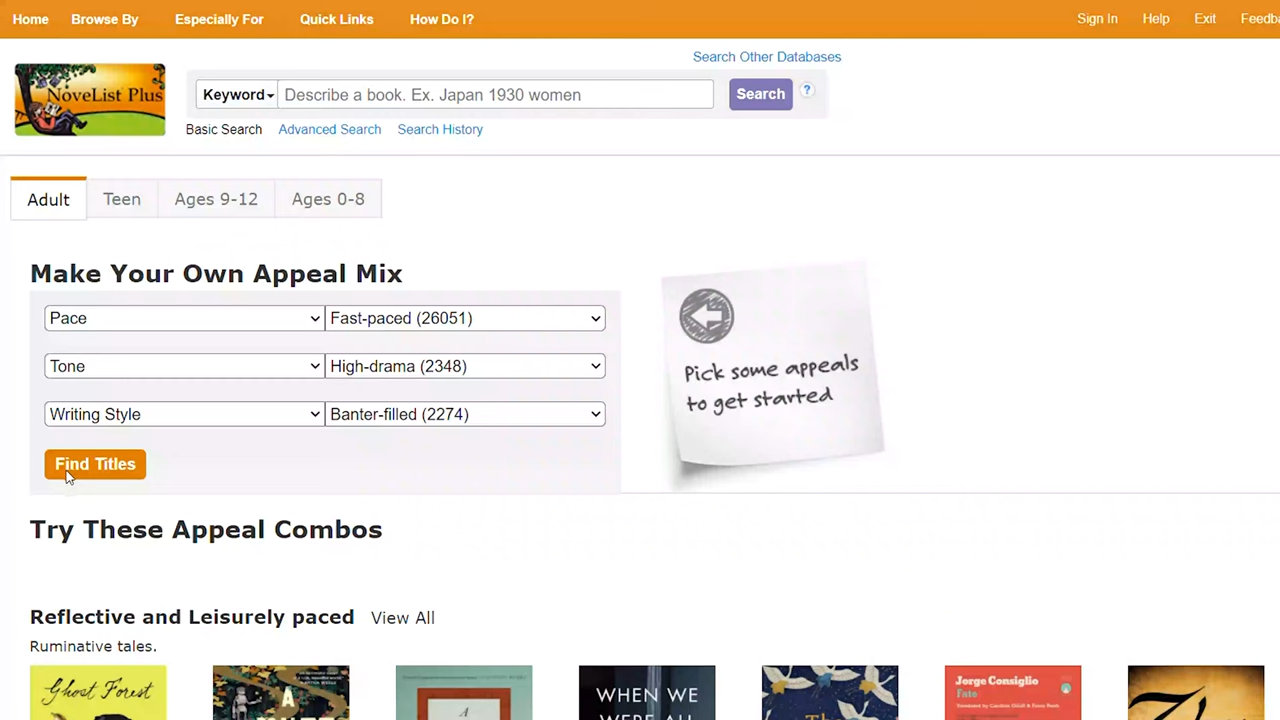 Home Browse By Especially For Quick Links How Do I? Sign In Help Exit Feedba
Search Other Databases
NoveList Plus
Keyword Describe a book. Ex. Japan 1930 women Search ?
Basic Search Advanced Search Search History
Adult Teen Ages 9-12 Ages 0-8
Make Your Own Appeal Mix
Pace Fast-paced (26051)
Tone High-drama (2348)
Writing Style Banter-filled (2274)
Find Titles
Pick some appeals
to get started
Try These Appeal Combos
Reflective and Leisurely paced View All
Ruminative tales.
Ghost Forest
A
A
WHEN WE
Jorge Consiglio
Fate